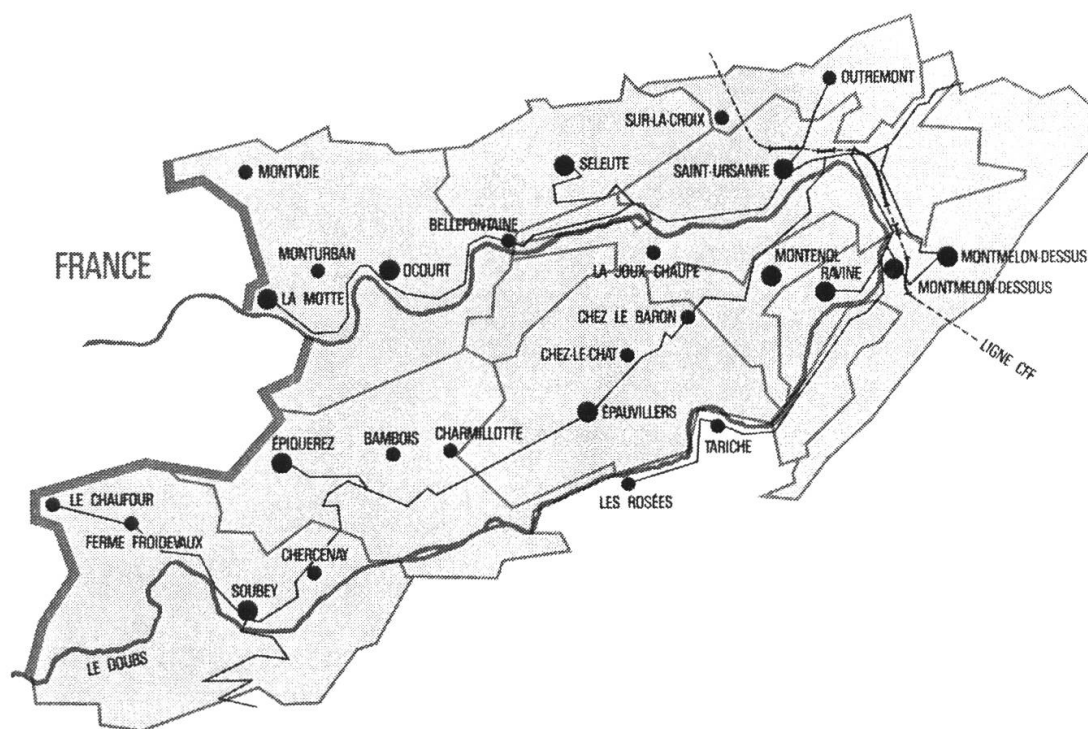 OUTREMONT
SUR-LA-CROIX
MONTVOIE
SELEUTE
SAINT-URSANNE
BELLEFONTAINE
FRANCE
MONTURBAN
OCOURT
LA JOUX CHAUPE
MONTENOL
MONTMELON-DESSUS
RAVINE
MONTMELON-DESSOUS
LA MOTTE
CHEZ LE BARON
LIGNE CFF
CHEZ-LE-CHAT
ÉPAUVILLERS
ÉPIQUEREZ
BAMBOIS
CHARMILLOTTE
TARICHE
LE CHAUFOUR
LES ROSÉES
FERME FROIDEVAUX
CHERCENAY
SOUBEY
LE DOUBS